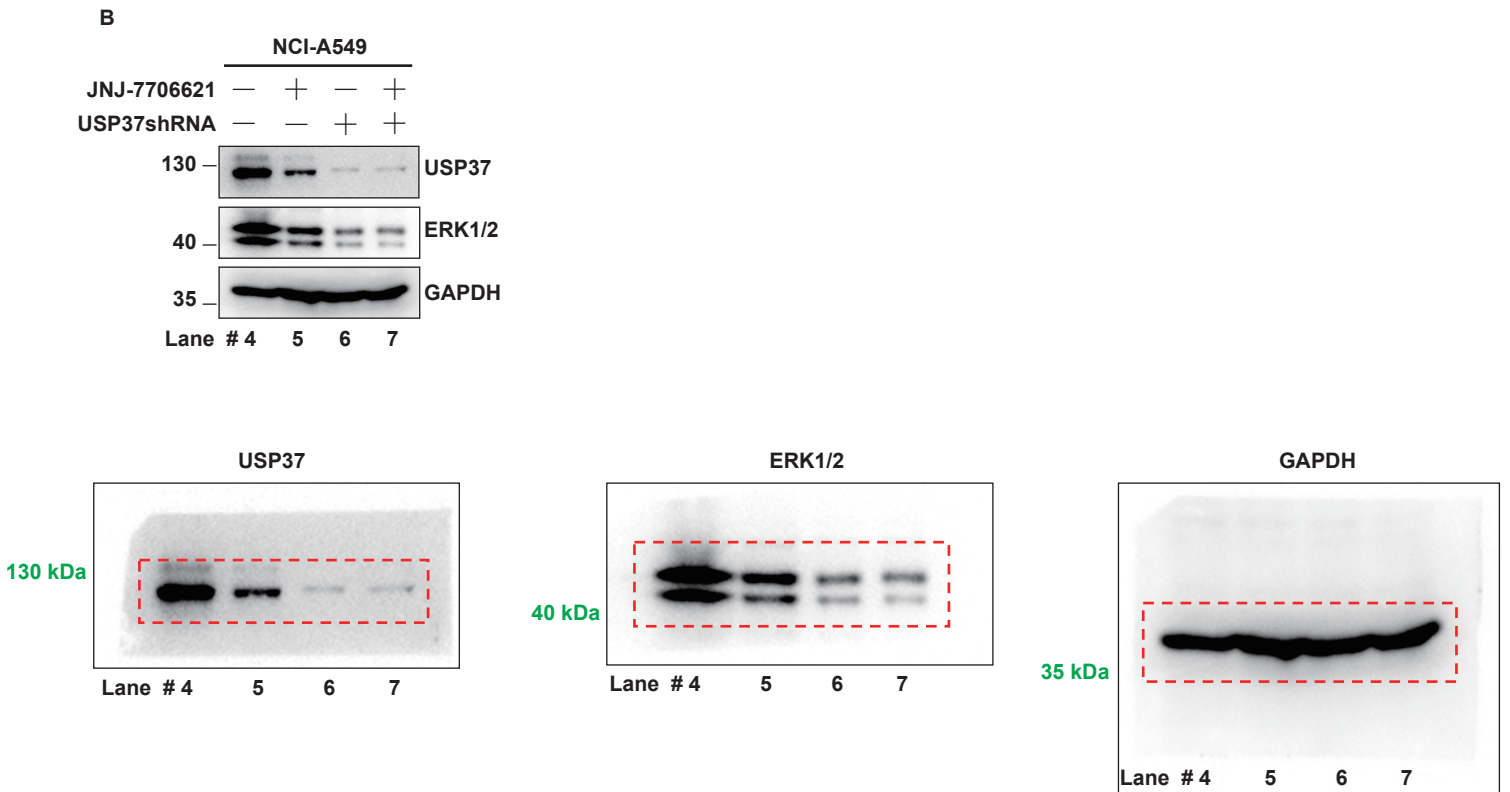 B
NCI-A549
JNJ-7706621 — + — +
USP37shRNA — — + +
130 — USP37
40 — ERK1/2
35 — GAPDH
Lane # 4 5 6 7
USP37
130 kDa
Lane # 4 5 6 7
ERK1/2
40 kDa
Lane # 4 5 6 7
GAPDH
35 kDa
Lane # 4 5 6 7